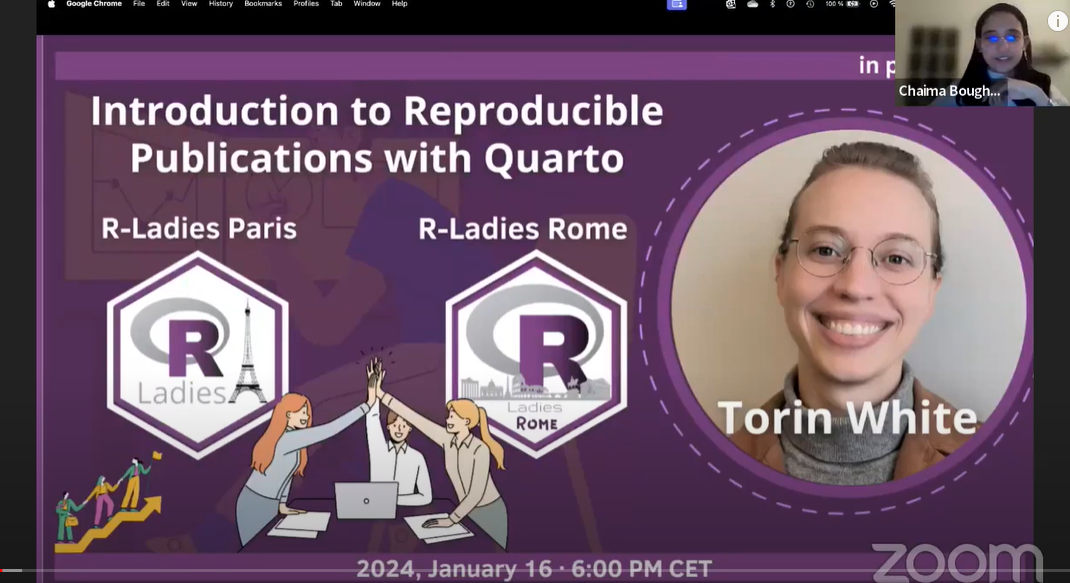 Google Chrome File Edit View History Bookmarks Profiles Tab Window Help
100 %
in p
Chaima Bough...
Introduction to Reproducible
Publications with Quarto
R-Ladies Paris
R-Ladies Rome
R
Ladies
R
Ladies
ROME
Torin White
2024, January 16 · 6:00 PM CET
zoom